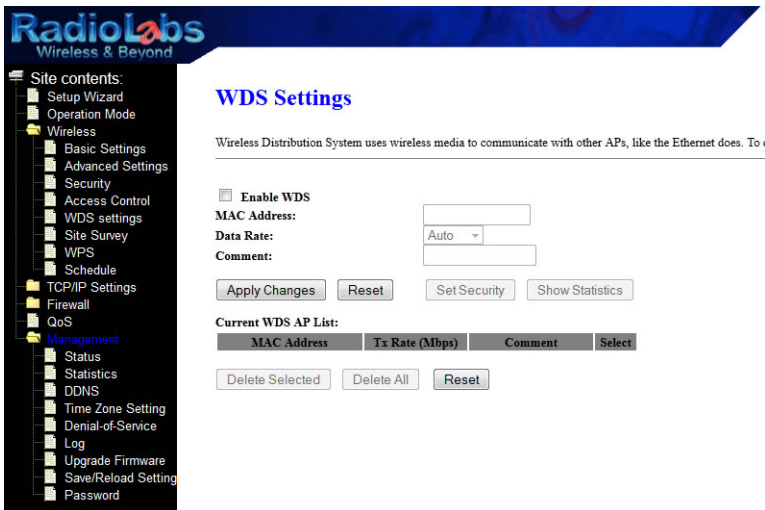 RadioLabs
Wireless & Beyond
Site contents:
Setup Wizard
Operation Mode
Wireless
Basic Settings
Advanced Settings
Security
Access Control
WDS settings
Site Survey
WPS
Schedule
TCP/IP Settings
Firewall
QoS
Management
Status
Statistics
DDNS
Time Zone Setting
Denial-of-Service
Log
Upgrade Firmware
Save/Reload Setting
Password
WDS Settings
Wireless Distribution System uses wireless media to communicate with other APs, like the Ethernet does. To
Enable WDS
MAC Address:
Data Rate: Auto
Comment:
Apply Changes Reset Set Security Show Statistics
Current WDS AP List:
MAC Address Tx Rate (Mbps) Comment Select
Delete Selected Delete All Reset